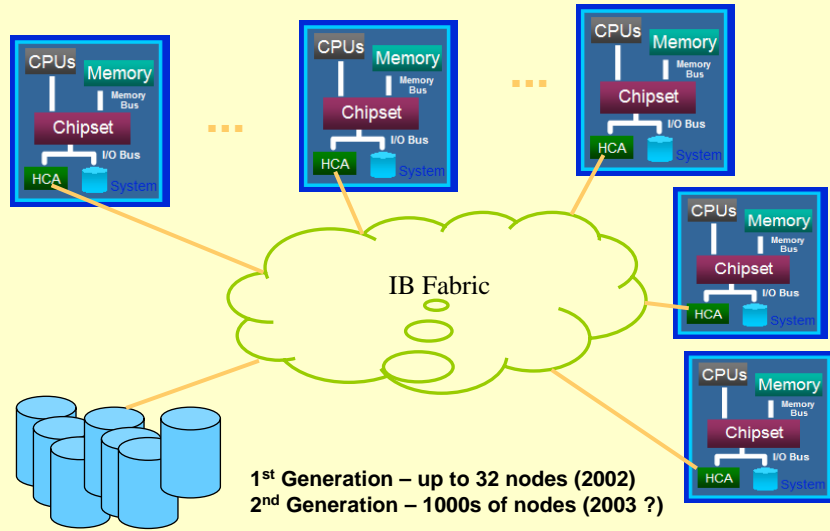 CPUs
Memory
Memory
Bus
Chipset
I/O Bus
HCA
System
...
CPUs
Memory
Memory
Bus
Chipset
I/O Bus
HCA
System
...
CPUs
Memory
Memory
Bus
Chipset
I/O Bus
HCA
System
CPUs
Memory
Memory
Bus
Chipset
I/O Bus
HCA
System
IB Fabric
CPUs
Memory
Memory
Bus
Chipset
I/O Bus
HCA
System
1st Generation – up to 32 nodes (2002)
2nd Generation – 1000s of nodes (2003 ?)